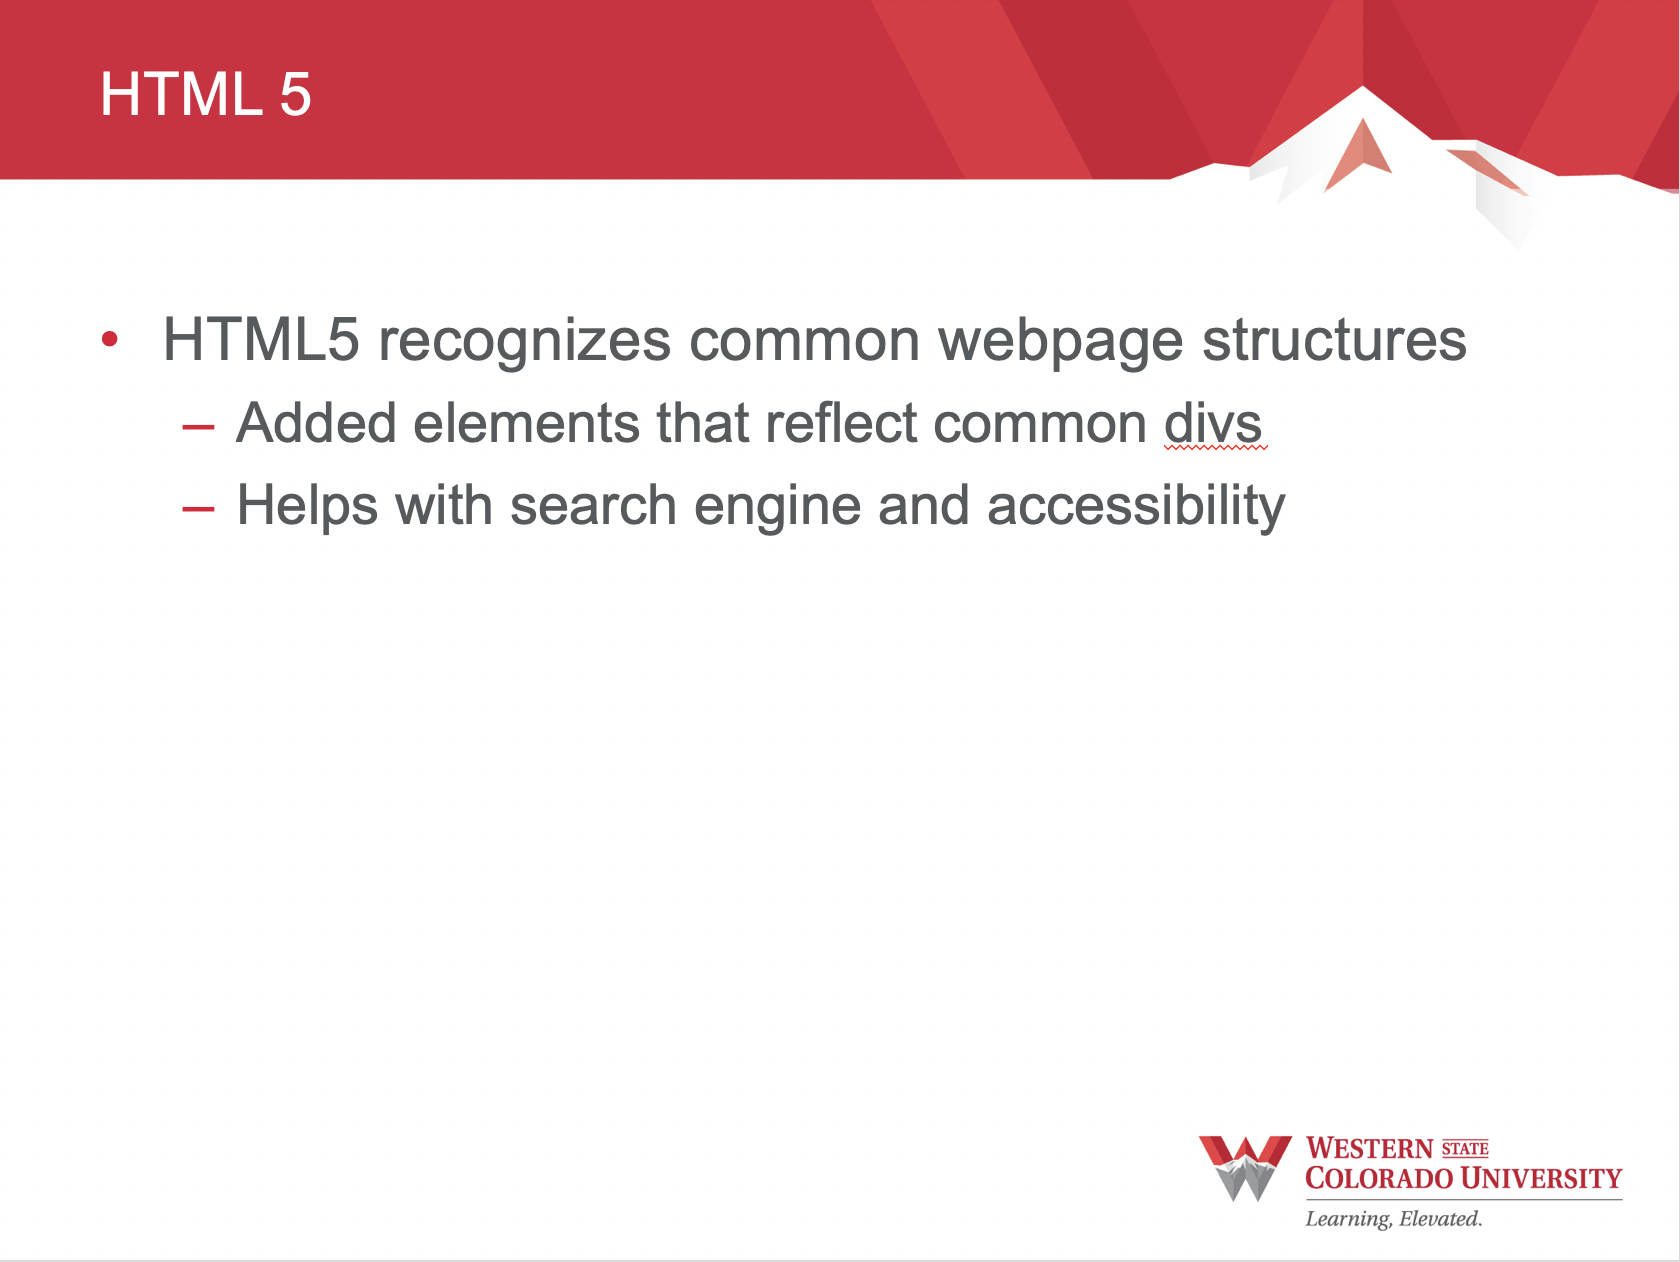 HTML 5
• HTML5 recognizes common webpage structures
– Added elements that reflect common divs
– Helps with search engine and accessibility
WESTERN STATE
COLORADO UNIVERSITY
Learning, Elevated.